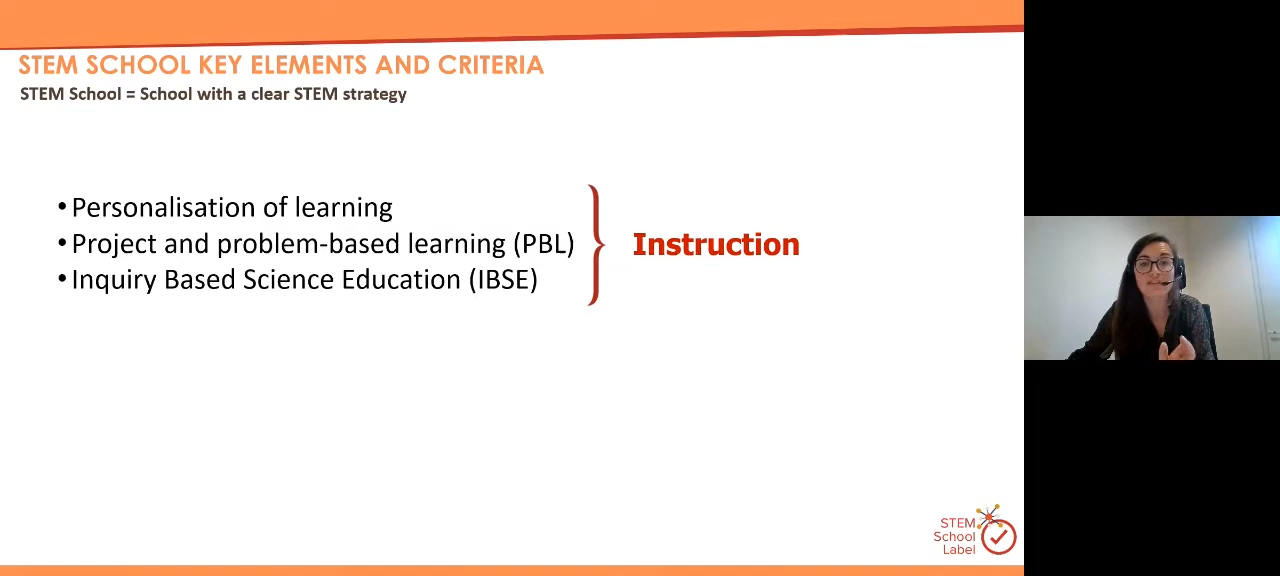 STEM SCHOOL KEY ELEMENTS AND CRITERIA
STEM School = School with a clear STEM strategy
• Personalisation of learning
• Project and problem-based learning (PBL)
• Inquiry Based Science Education (IBSE)
Instruction
STEM
School
Label